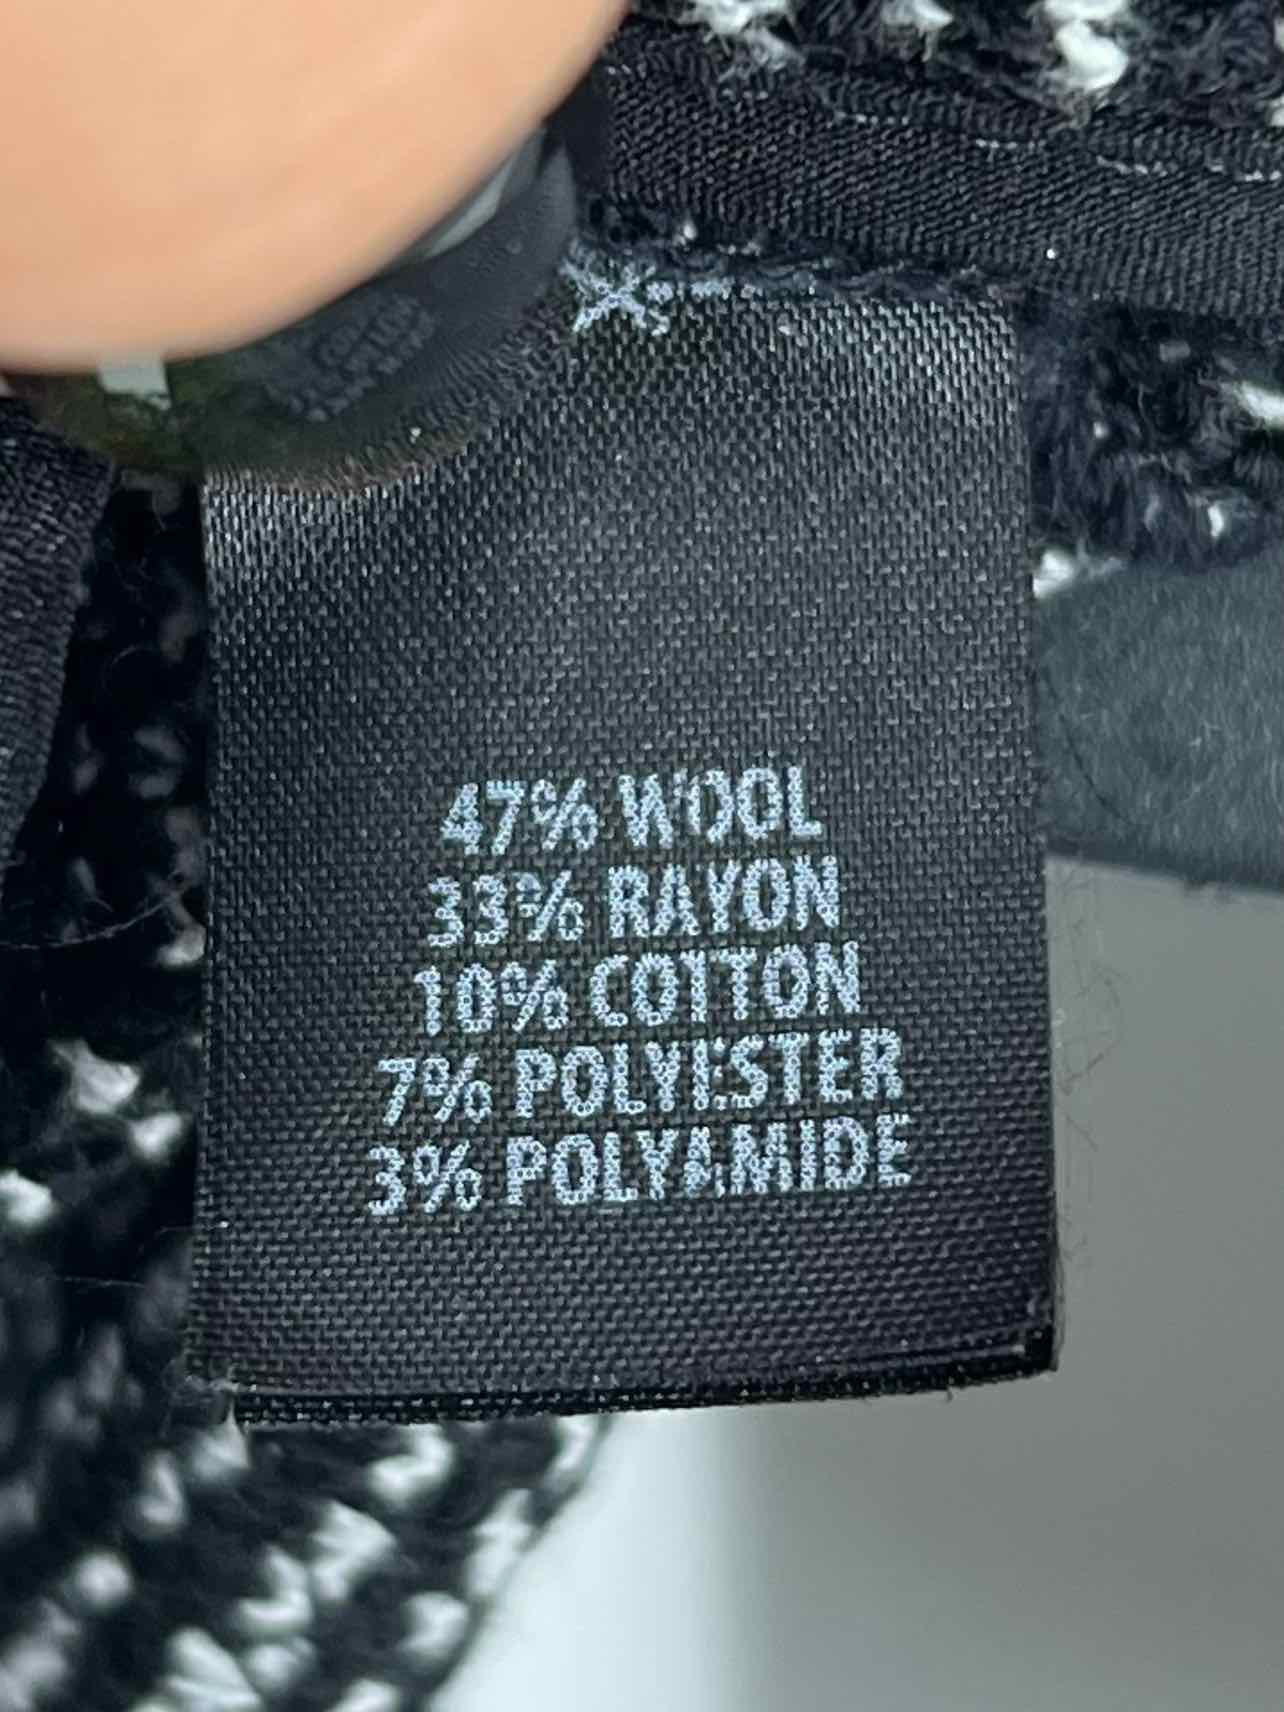 47% WOOL
33% RAYON
10% COTTON
7% POLYESTER
3% POLYAMIDE